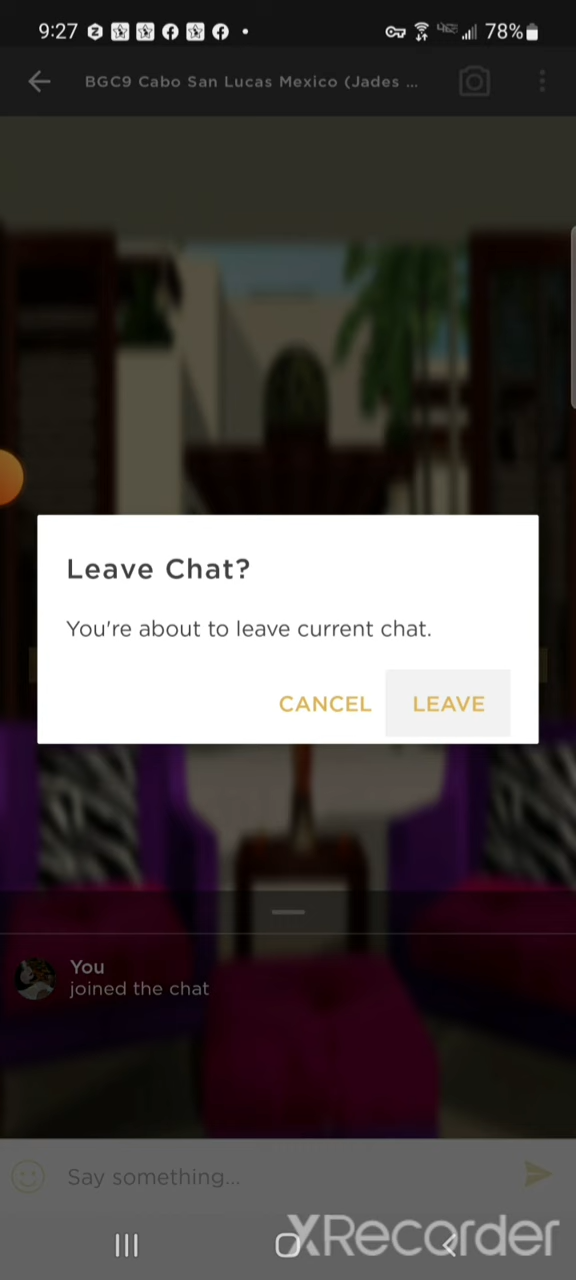 9:27
78%
BGC9 Cabo San Lucas Mexico (Jades ...
Leave Chat?
You're about to leave current chat.
CANCEL LEAVE
You
joined the chat
Say something...
XRecorder